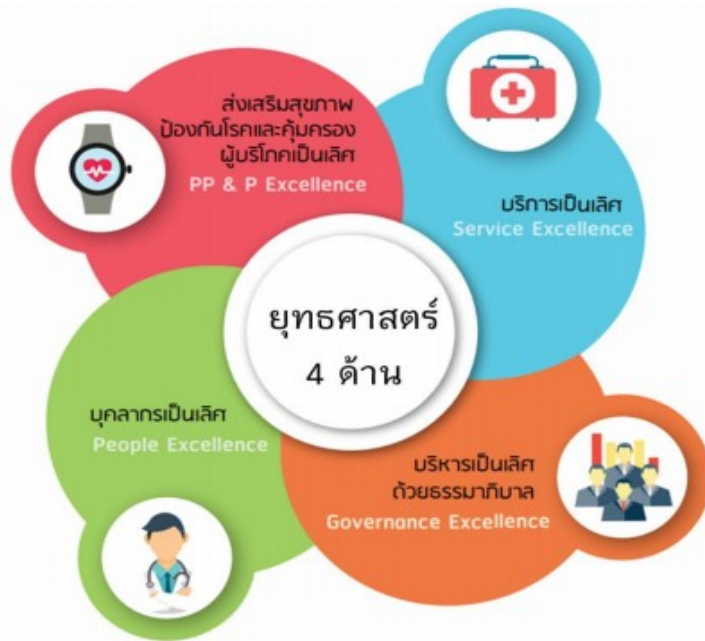 ส่งเสริมสุขภาพ
ป้องกันโรคและคุ้มครอง
ผู้บริโภคเป็นเลิศ
PP & P Excellence
บริการเป็นเลิศ
Service Excellence
ยุทธศาสตร์
4 ด้าน
บุคลากรเป็นเลิศ
People Excellence
บริหารเป็นเลิศ
ด้วยธรรมาภิบาล
Governance Excellence